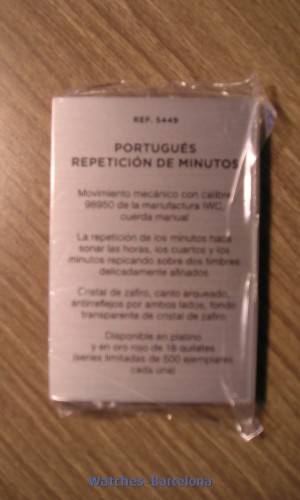 REF. 5449
PORTUGUÉS
REPETICIÓN DE MINUTOS
Movimiento mecánico con calibre
98950 de la manufactura IWC,
cuerda manual
La repetición de los minutos hace
sonar las horas, los cuartos y los
minutos repicando sobre dos timbres
delicadamente afinados
Cristal de zafiro, canto arqueado,
antirreflejos por ambos lados, fondo
transparente de cristal de zafiro
Disponible en platino
y en oro rojo de 18 quilates
(series limitadas de 500 ejemplares
cada una)
Watches-Barcelona